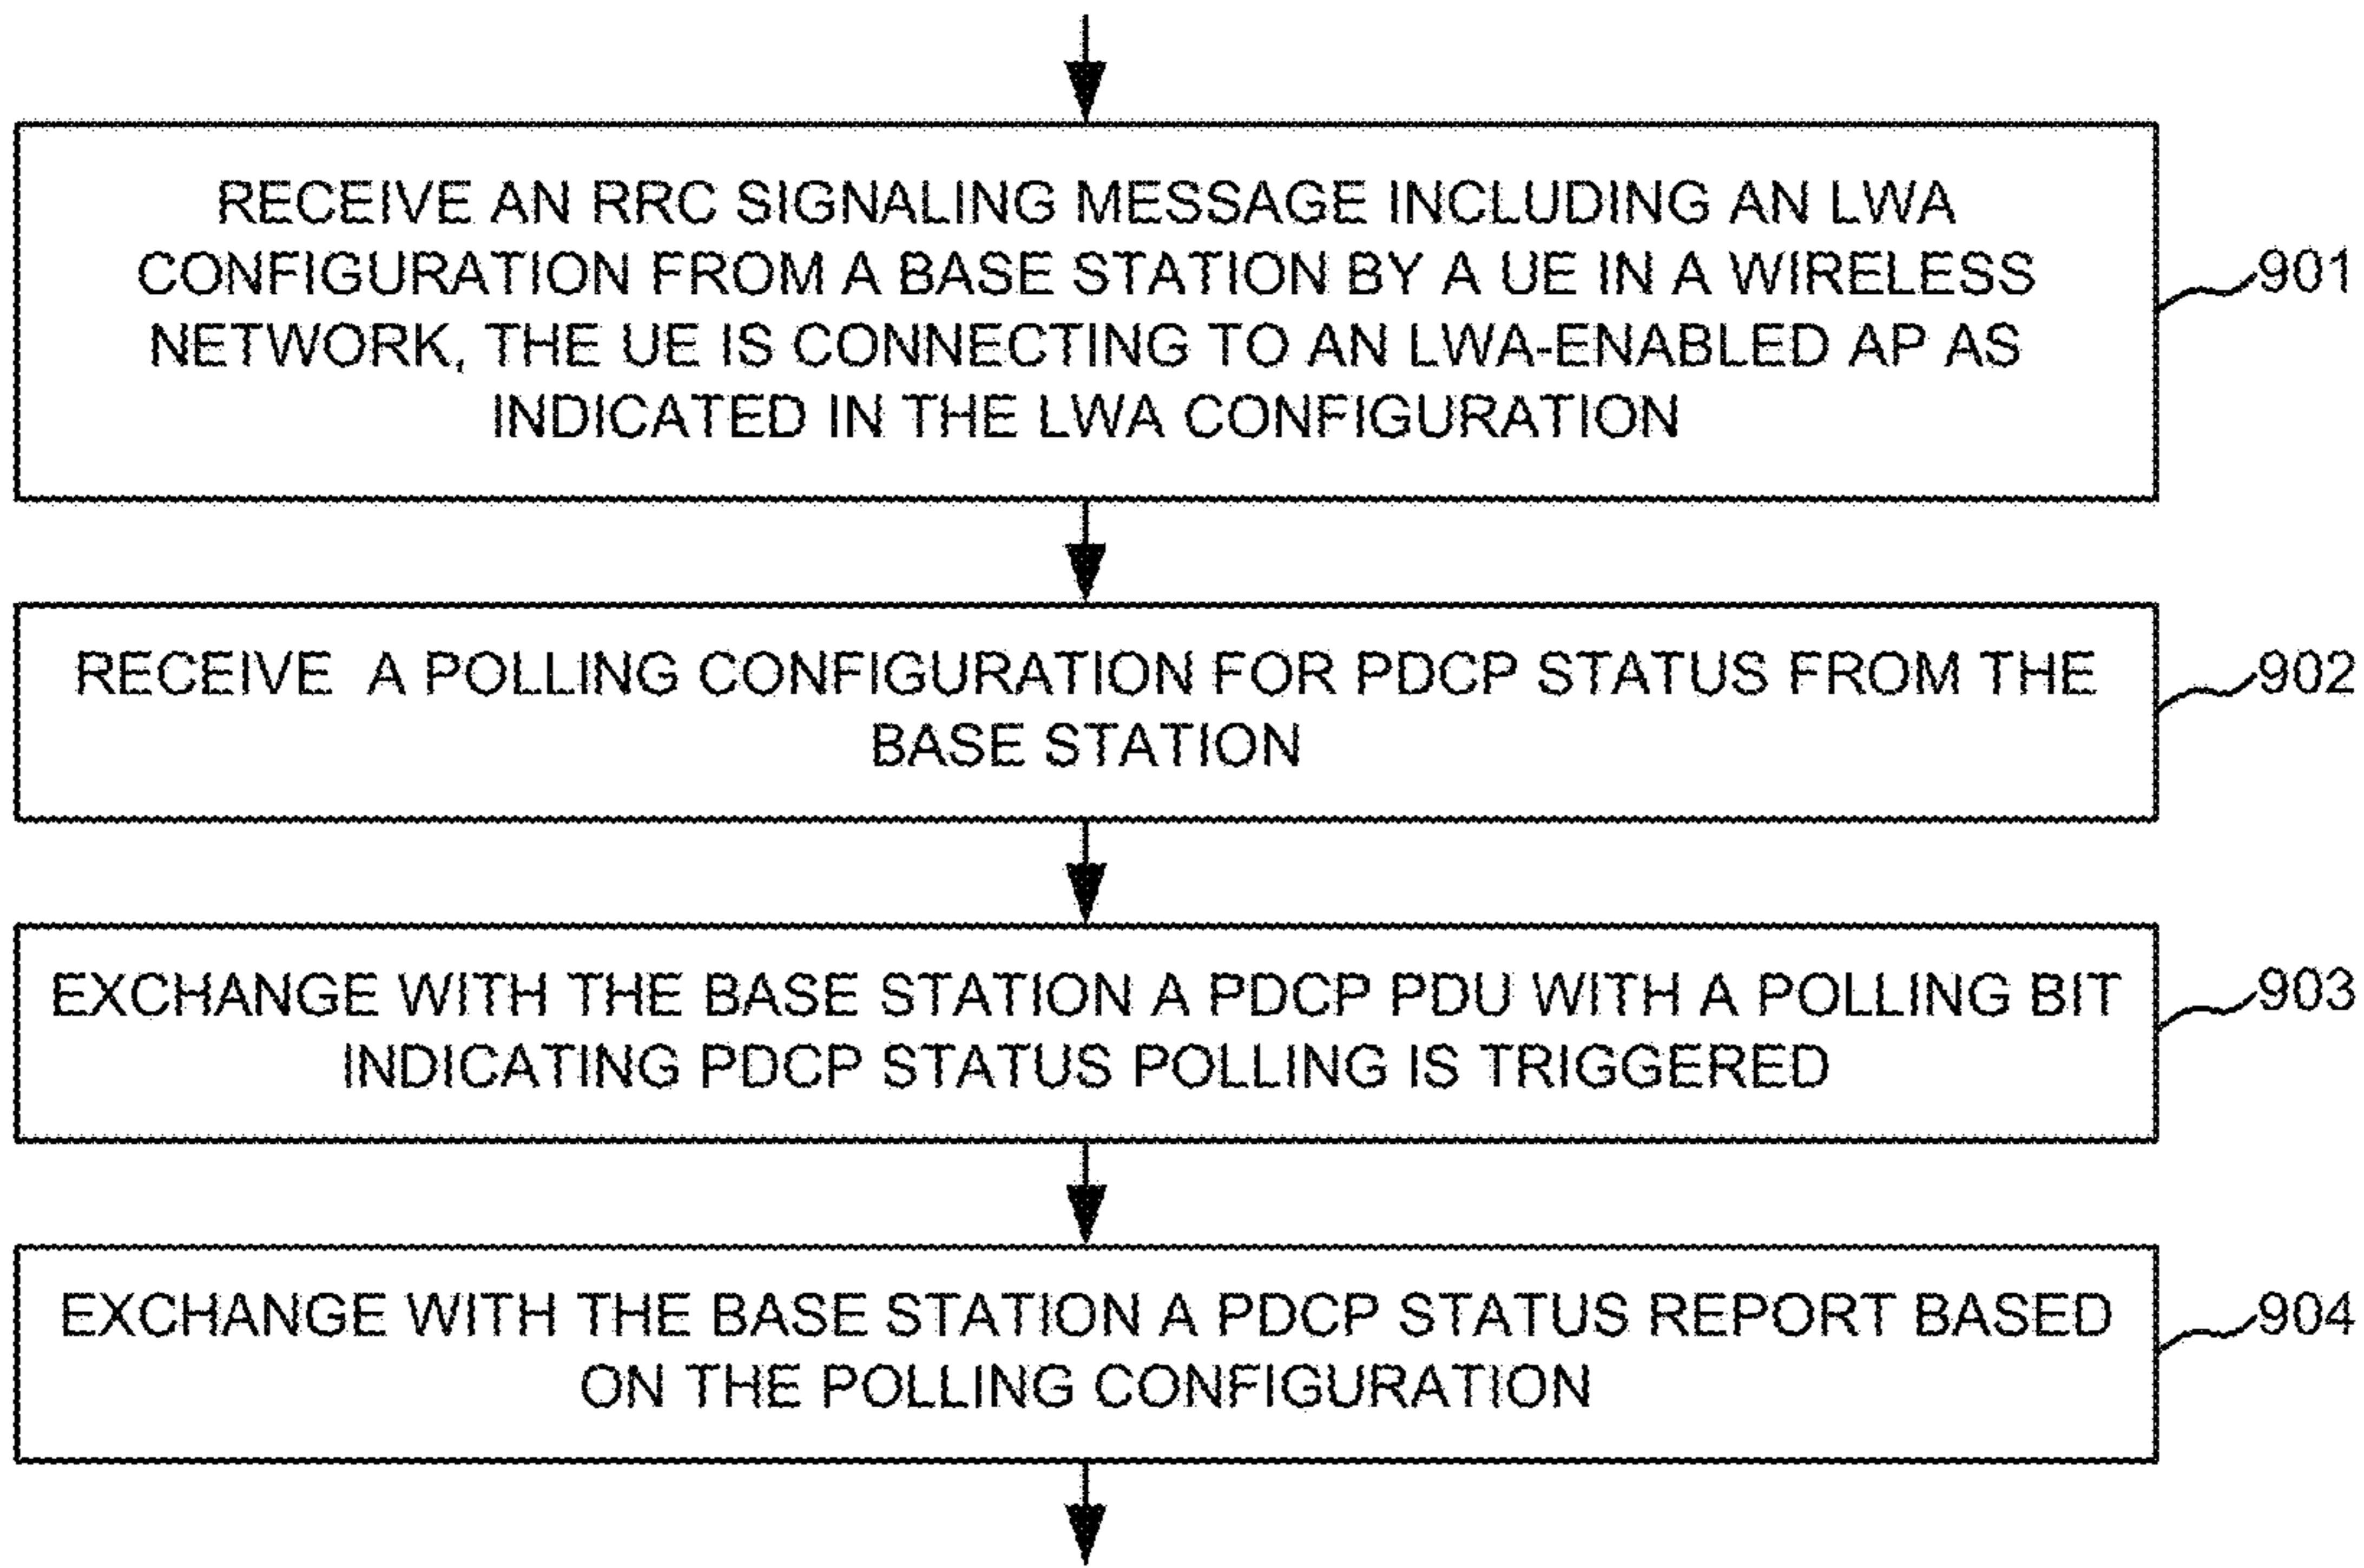 RECEIVE AN RRC SIGNALING MESSAGE INCLUDING AN LWA
CONFIGURATION FROM A BASE STATION BY A UE IN A WIRELESS
NETWORK, THE UE IS CONNECTING TO AN LWA-ENABLED AP AS
INDICATED IN THE LWA CONFIGURATION
901
RECEIVE A POLLING CONFIGURATION FOR PDCP STATUS FROM THE
BASE STATION
902
EXCHANGE WITH THE BASE STATION A PDCP PDU WITH A POLLING BIT
INDICATING PDCP STATUS POLLING IS TRIGGERED
903
EXCHANGE WITH THE BASE STATION A PDCP STATUS REPORT BASED
ON THE POLLING CONFIGURATION
904